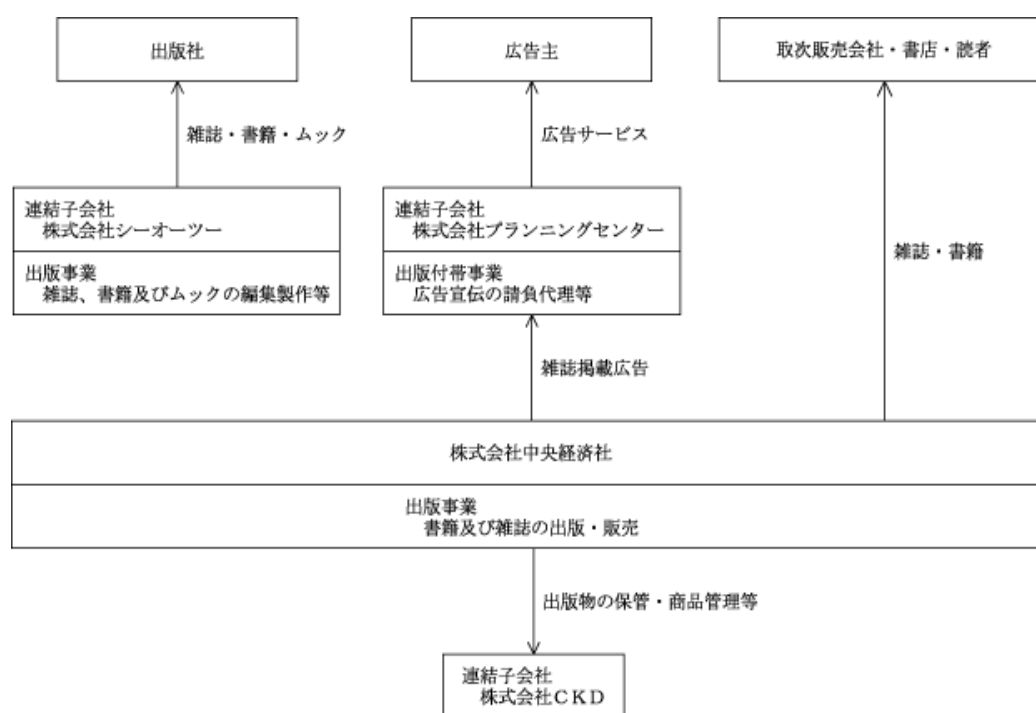 出版社
広告主
取次販売会社・書店・読者
雑誌・書籍・ムック
広告サービス
連結子会社
株式会社シーオーツー
出版事業
雑誌、書籍及びムックの編集製作等
連結子会社
株式会社プランニングセンター
出版付帯事業
広告宣伝の請負代理等
雑誌・書籍
雑誌掲載広告
株式会社中央経済社
出版事業
書籍及び雑誌の出版・販売
出版物の保管・商品管理等
連結子会社
株式会社ＣＫＤ